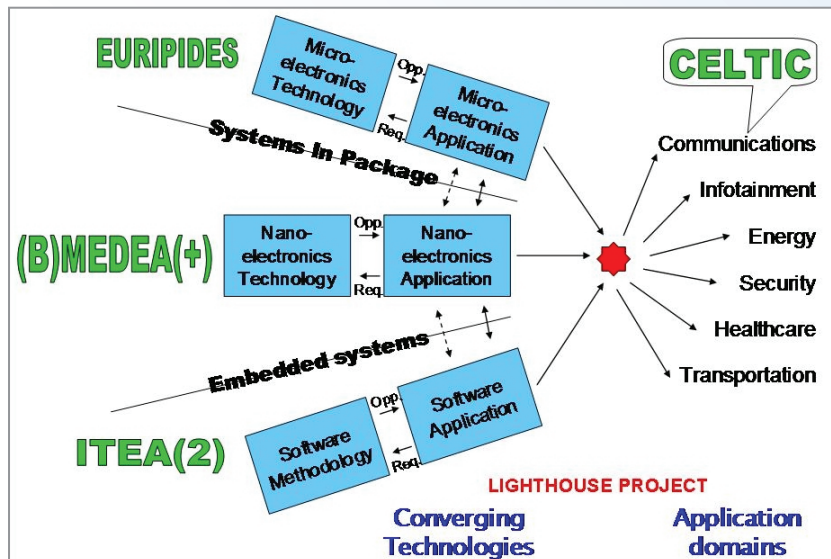 EURIPIDES
Micro-
electronics
Technology
Opp.
Req.
Micro-
electronics
Application
Systems In Package
CELTIC
Communications
Infotainment
Energy
Security
Healthcare
Transportation
(B)MEDEA(+)
Nano-
electronics
Technology
Opp.
Req.
Nano-
electronics
Application
Embedded systems
ITEA(2)
Software
Methodology
Opp.
Req.
Software
Application
LIGHTHOUSE PROJECT
Converging
Technologies
Application
domains